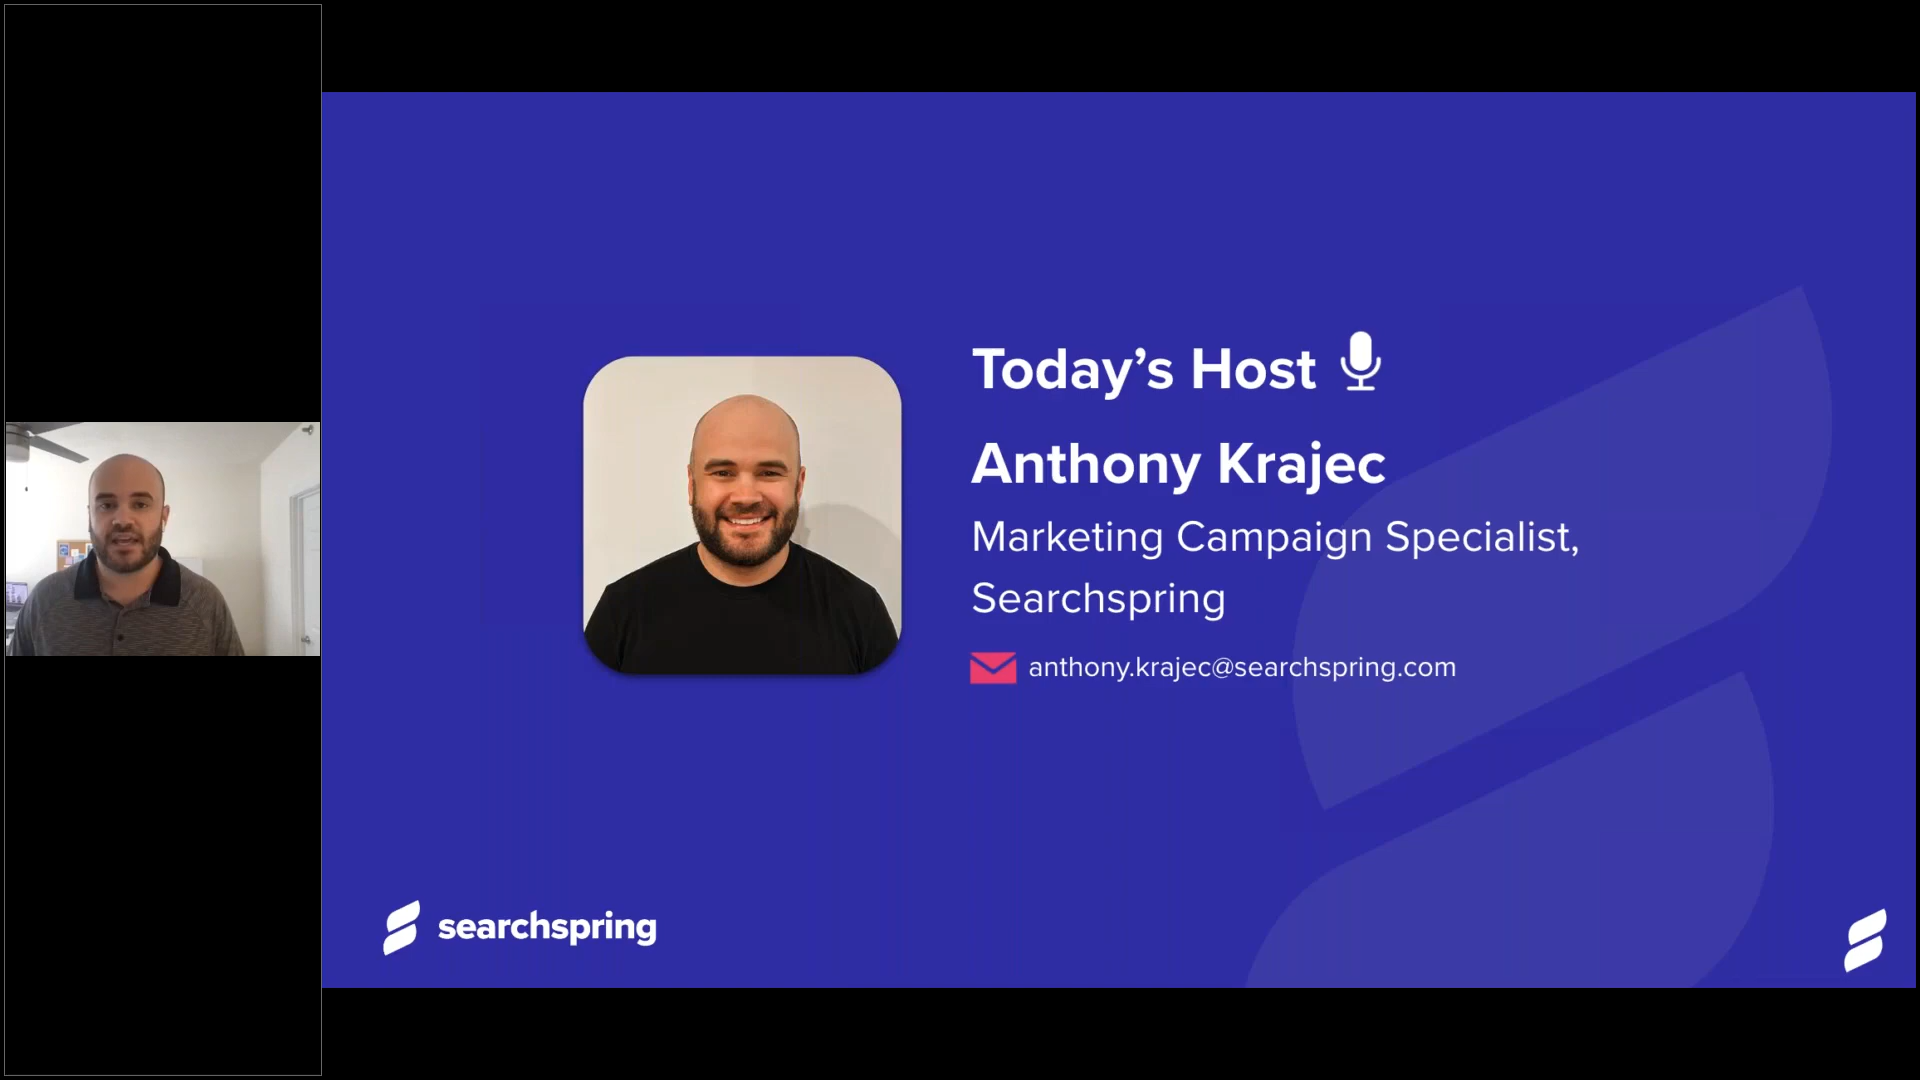 Today’s Host
Anthony Krajec
Marketing Campaign Specialist,
Searchspring
anthony.krajec@searchspring.com
searchspring